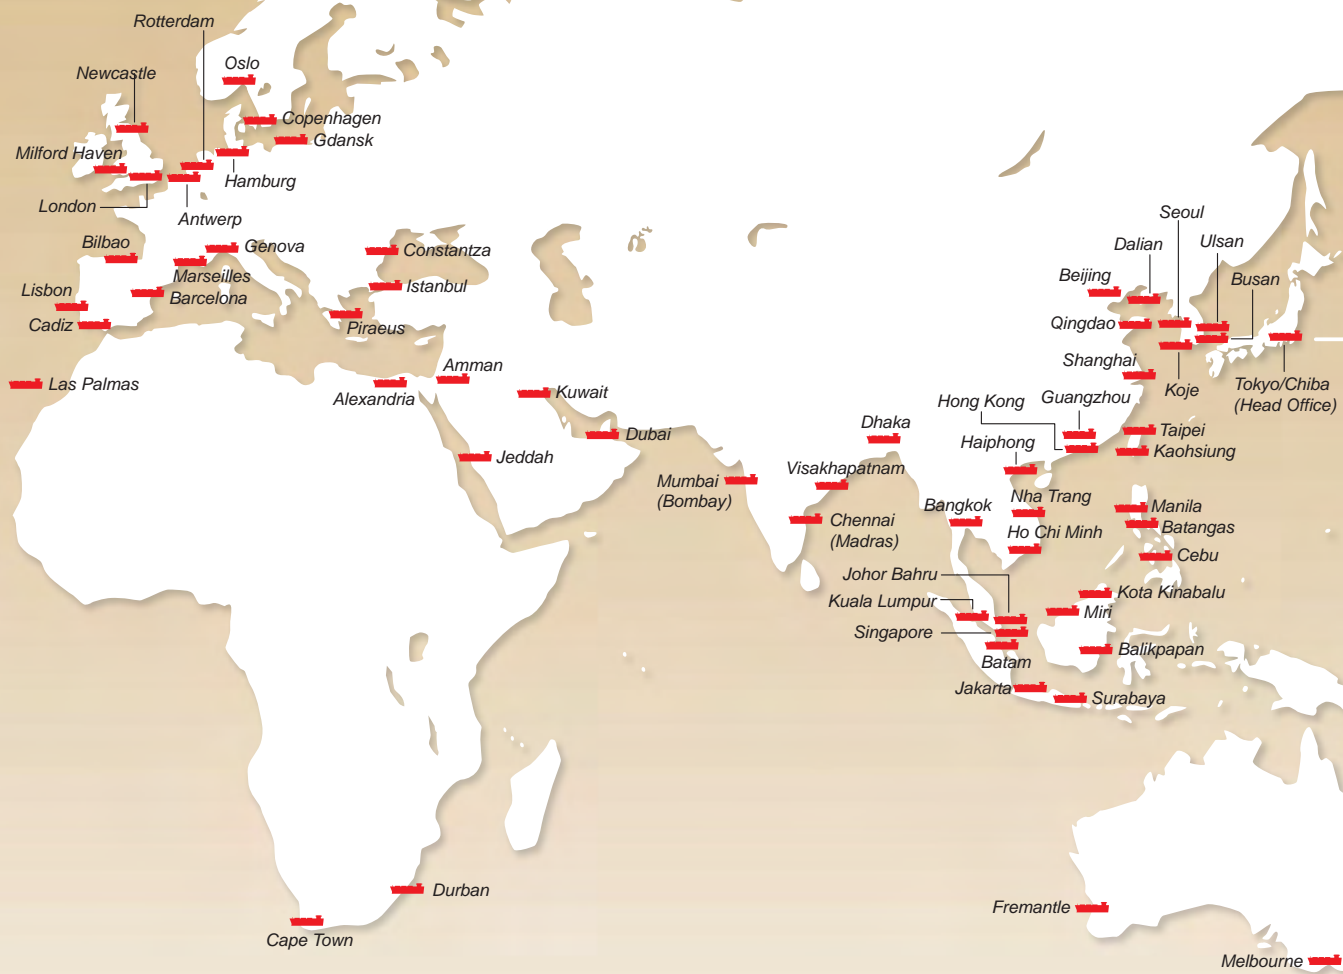 Rotterdam
Oslo
Newcastle
Copenhagen
Gdansk
Milford Haven
Hamburg
London
Antwerp
Bilbao
Genova
Constantza
Marseilles
Istanbul
Lisbon
Barcelona
Cadiz
Piraeus
Las Palmas
Amman
Alexandria
Kuwait
Dubai
Jeddah
Seoul
Dalian
Ulsan
Beijing
Busan
Qingdao
Shanghai
Koje
Tokyo/Chiba
(Head Office)
Guangzhou
Hong Kong
Dhaka
Taipei
Haiphong
Kaohsiung
Visakhapatnam
Mumbai
(Bombay)
Nha Trang
Bangkok
Manila
Chennai
(Madras)
Batangas
Ho Chi Minh
Cebu
Johor Bahru
Kota Kinabalu
Kuala Lumpur
Miri
Singapore
Balikpapan
Batam
Jakarta
Surabaya
Durban
Cape Town
Fremantle
Melbourne